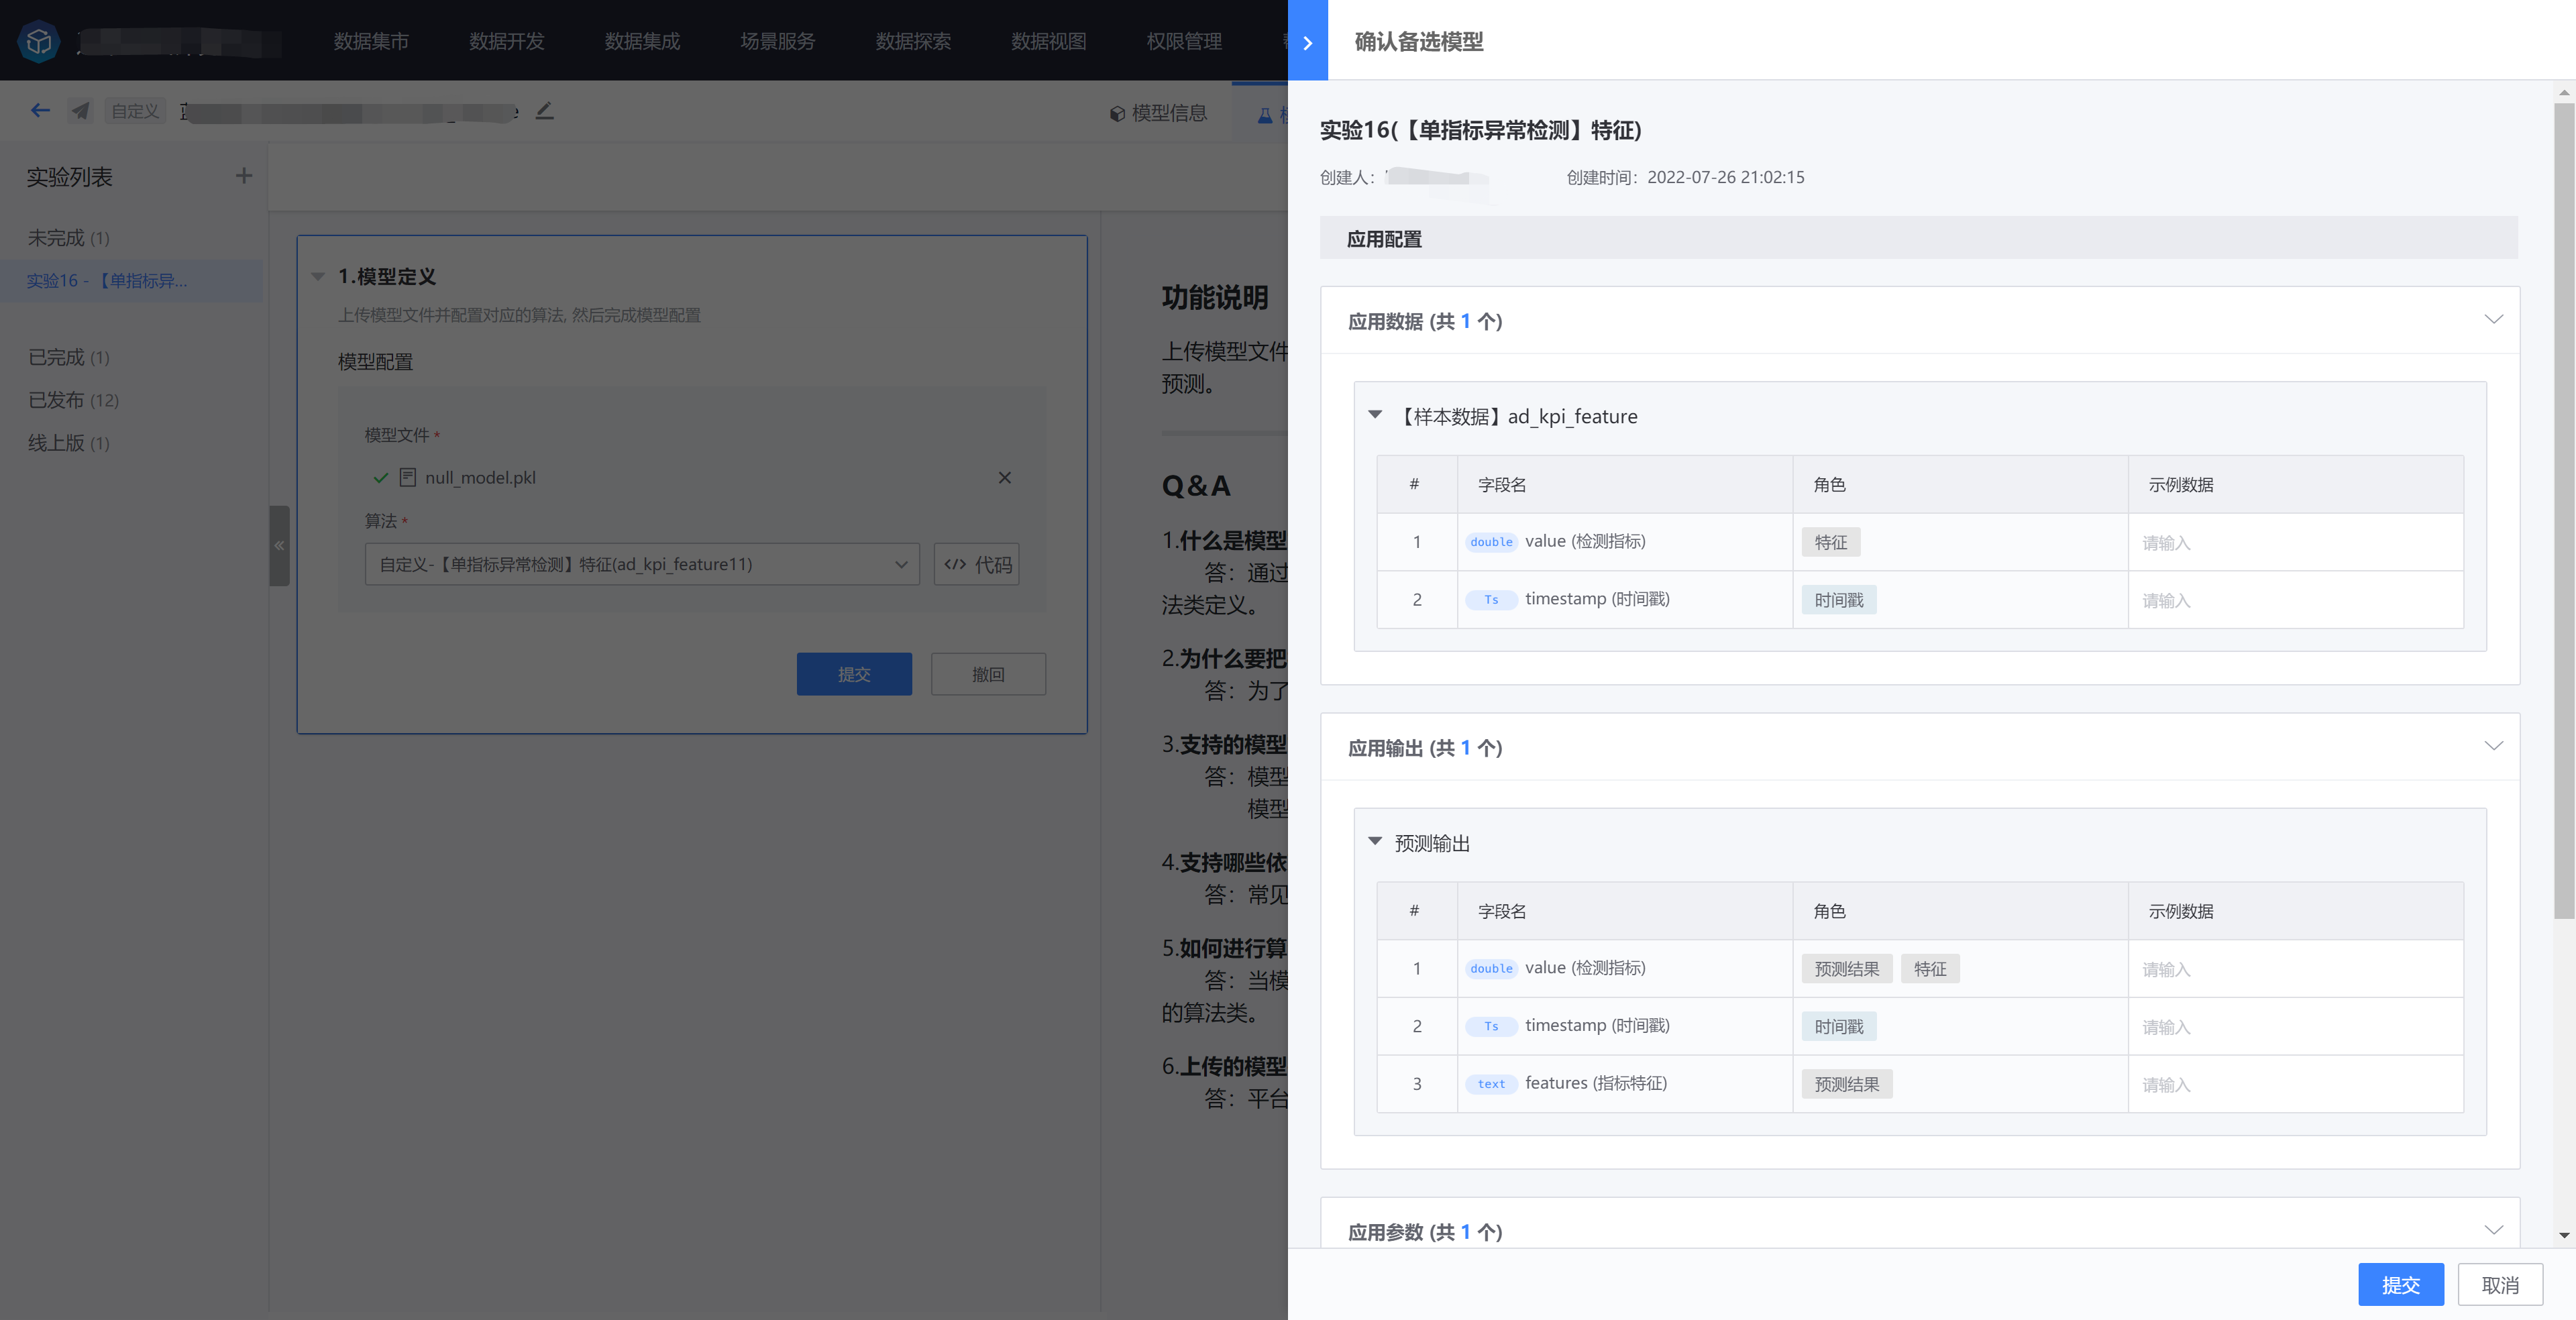 数据集市 数据开发 数据集成 场景服务 数据探索 数据视图 权限管理
自定义
模型信息
实验列表
未完成 (1)
实验16 - 【单指标异...
已完成 (1)
已发布 (12)
线上版 (1)
1.模型定义
上传模型文件并配置对应的算法, 然后完成模型配置
模型配置
模型文件 *
null_model.pkl
算法 *
自定义-【单指标异常检测】特征(ad_kpi_feature11)
</> 代码
提交 撤回
功能说明
上传模型文件
预测。
Q&A
1.什么是模型
答：通过
法类定义。
2.为什么要把
答：为了
3.支持的模型
答：模型
模型
4.支持哪些依
答：常见
5.如何进行算
答：当模
的算法类。
6.上传的模型
答：平台
确认备选模型
实验16(【单指标异常检测】特征)
创建人： 创建时间：2022-07-26 21:02:15
应用配置
应用数据 (共 1 个)
【样本数据】ad_kpi_feature
# 字段名 角色 示例数据
1 double value (检测指标) 特征 请输入
2 Ts timestamp (时间戳) 时间戳 请输入
应用输出 (共 1 个)
预测输出
# 字段名 角色 示例数据
1 double value (检测指标) 预测结果 特征 请输入
2 Ts timestamp (时间戳) 时间戳 请输入
3 text features (指标特征) 预测结果 请输入
应用参数 (共 1 个)
提交 取消